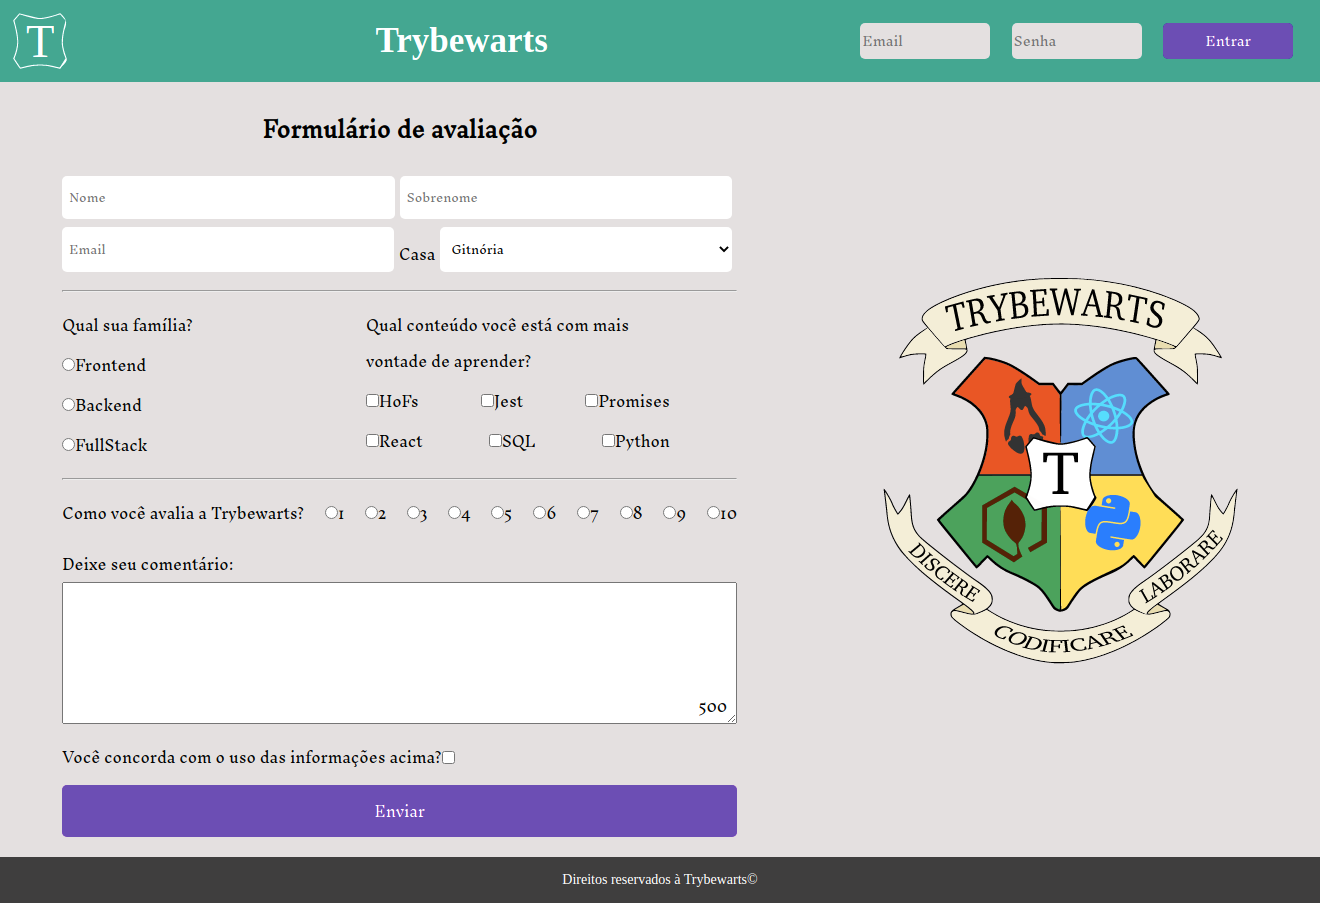 T
Trybewarts
Email
Senha
Entrar
Formulário de avaliação
Nome
Sobrenome
Email
Casa
Gitnória
Qual sua família?
Frontend
Backend
FullStack
Qual conteúdo você está com mais
vontade de aprender?
HoFs Jest Promises
React SQL Python
Como você avalia a Trybewarts? 1 2 3 4 5 6 7 8 9 10
Deixe seu comentário:
500
Você concorda com o uso das informações acima?
Enviar
TRYBEWARTS
T
DISCERE
CODIFICARE
LABORARE
Direitos reservados à Trybewarts©